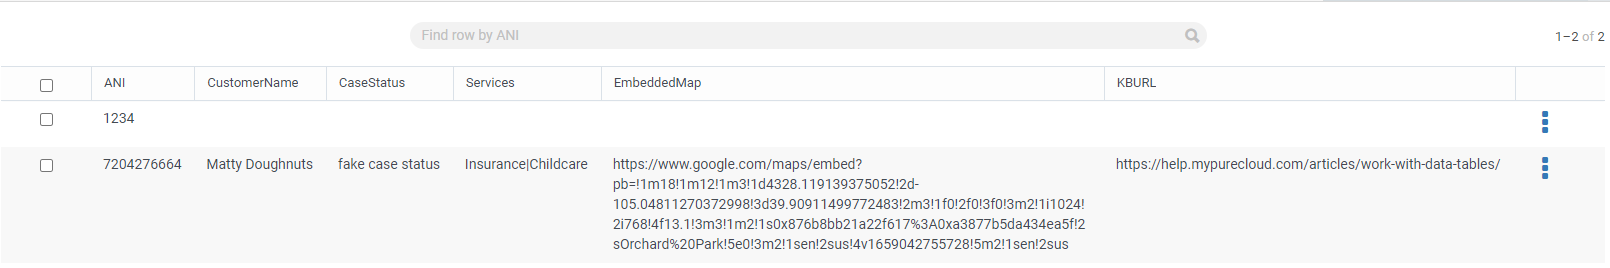 Find row by ANI
1–2 of 2
ANI CustomerName CaseStatus Services EmbeddedMap KBURL
1234
7204276664 Matty Doughnuts fake case status Insurance|Childcare https://www.google.com/maps/embed? https://help.mypurecloud.com/articles/work-with-data-tables/
pb=!1m18!1m12!1m3!1d4328.119139375052!2d-
105.04811270372998!3d39.90911499772483!2m3!1f0!2f0!3f0!3m2!1i1024!
2i768!4f13.1!3m3!1m2!1s0x876b8bb21a22f617%3A0xa3877b5da434ea5f!2
sOrchard%20Park!5e0!3m2!1sen!2sus!4v1659042755728!5m2!1sen!2sus